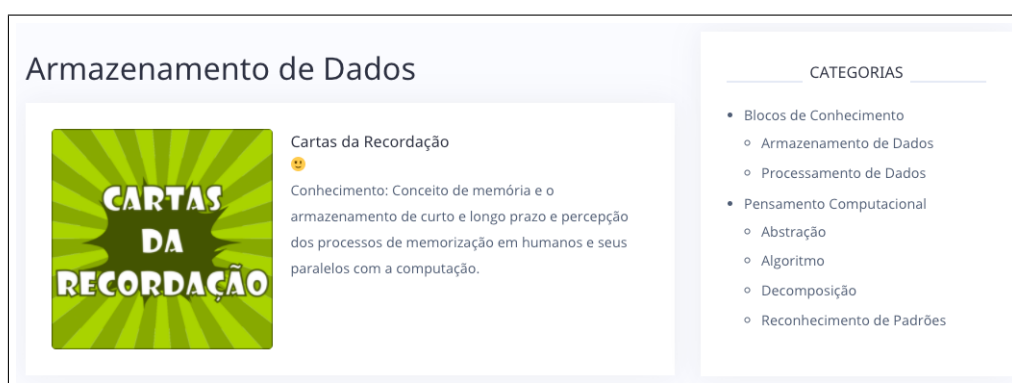 Armazenamento de Dados
CARTAS
DA
RECORDAÇÃO
Cartas da Recordação
Conhecimento: Conceito de memória e o
armazenamento de curto e longo prazo e percepção
dos processos de memorização em humanos e seus
paralelos com a computação.
CATEGORIAS
Blocos de Conhecimento
Armazenamento de Dados
Processamento de Dados
Pensamento Computacional
Abstração
Algoritmo
Decomposição
Reconhecimento de Padrões